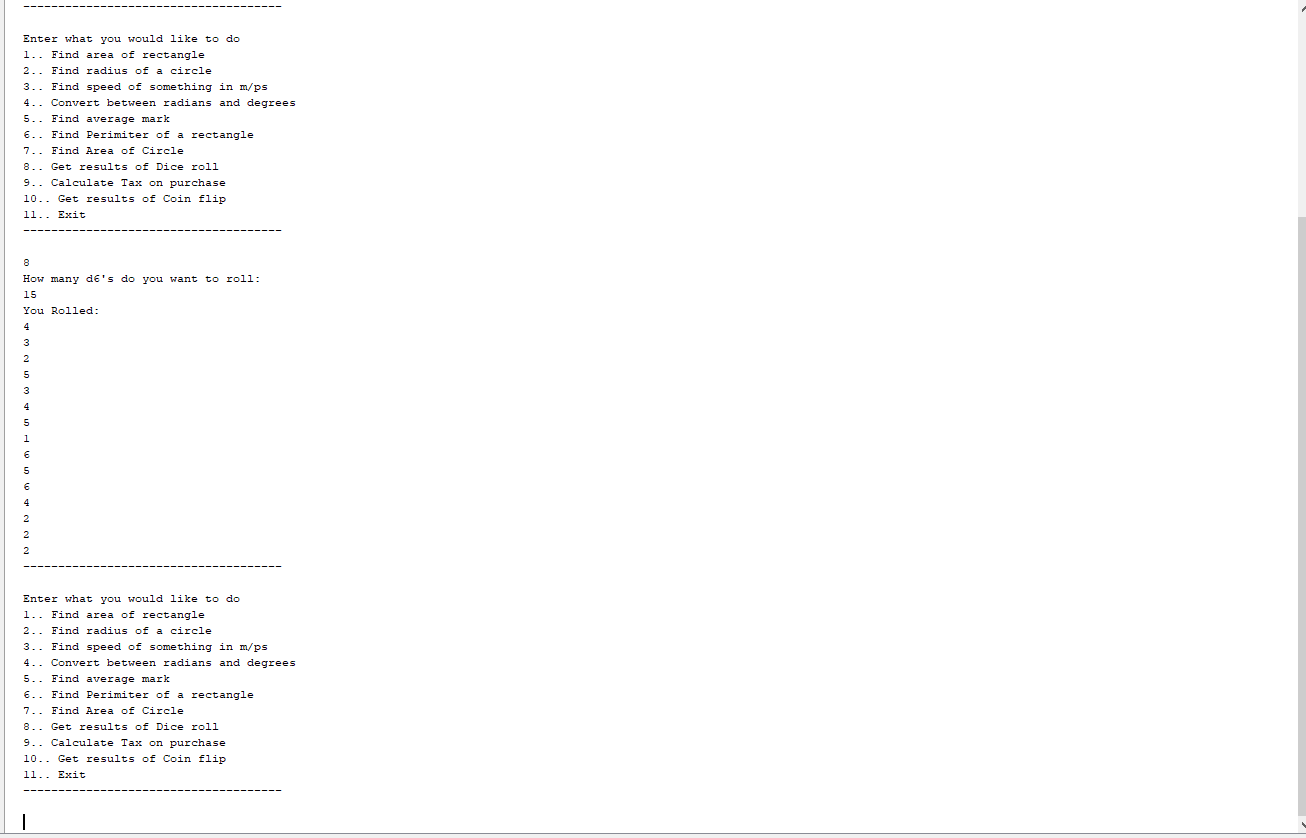 -------------------------------------
Enter what you would like to do
1.. Find area of rectangle
2.. Find radius of a circle
3.. Find speed of something in m/ps
4.. Convert between radians and degrees
5.. Find average mark
6.. Find Perimiter of a rectangle
7.. Find Area of Circle
8.. Get results of Dice roll
9.. Calculate Tax on purchase
10.. Get results of Coin flip
11.. Exit
-------------------------------------
8
How many d6's do you want to roll:
15
You Rolled:
4
3
2
5
3
4
5
1
6
5
6
4
2
2
2
-------------------------------------
Enter what you would like to do
1.. Find area of rectangle
2.. Find radius of a circle
3.. Find speed of something in m/ps
4.. Convert between radians and degrees
5.. Find average mark
6.. Find Perimiter of a rectangle
7.. Find Area of Circle
8.. Get results of Dice roll
9.. Calculate Tax on purchase
10.. Get results of Coin flip
11.. Exit
-------------------------------------